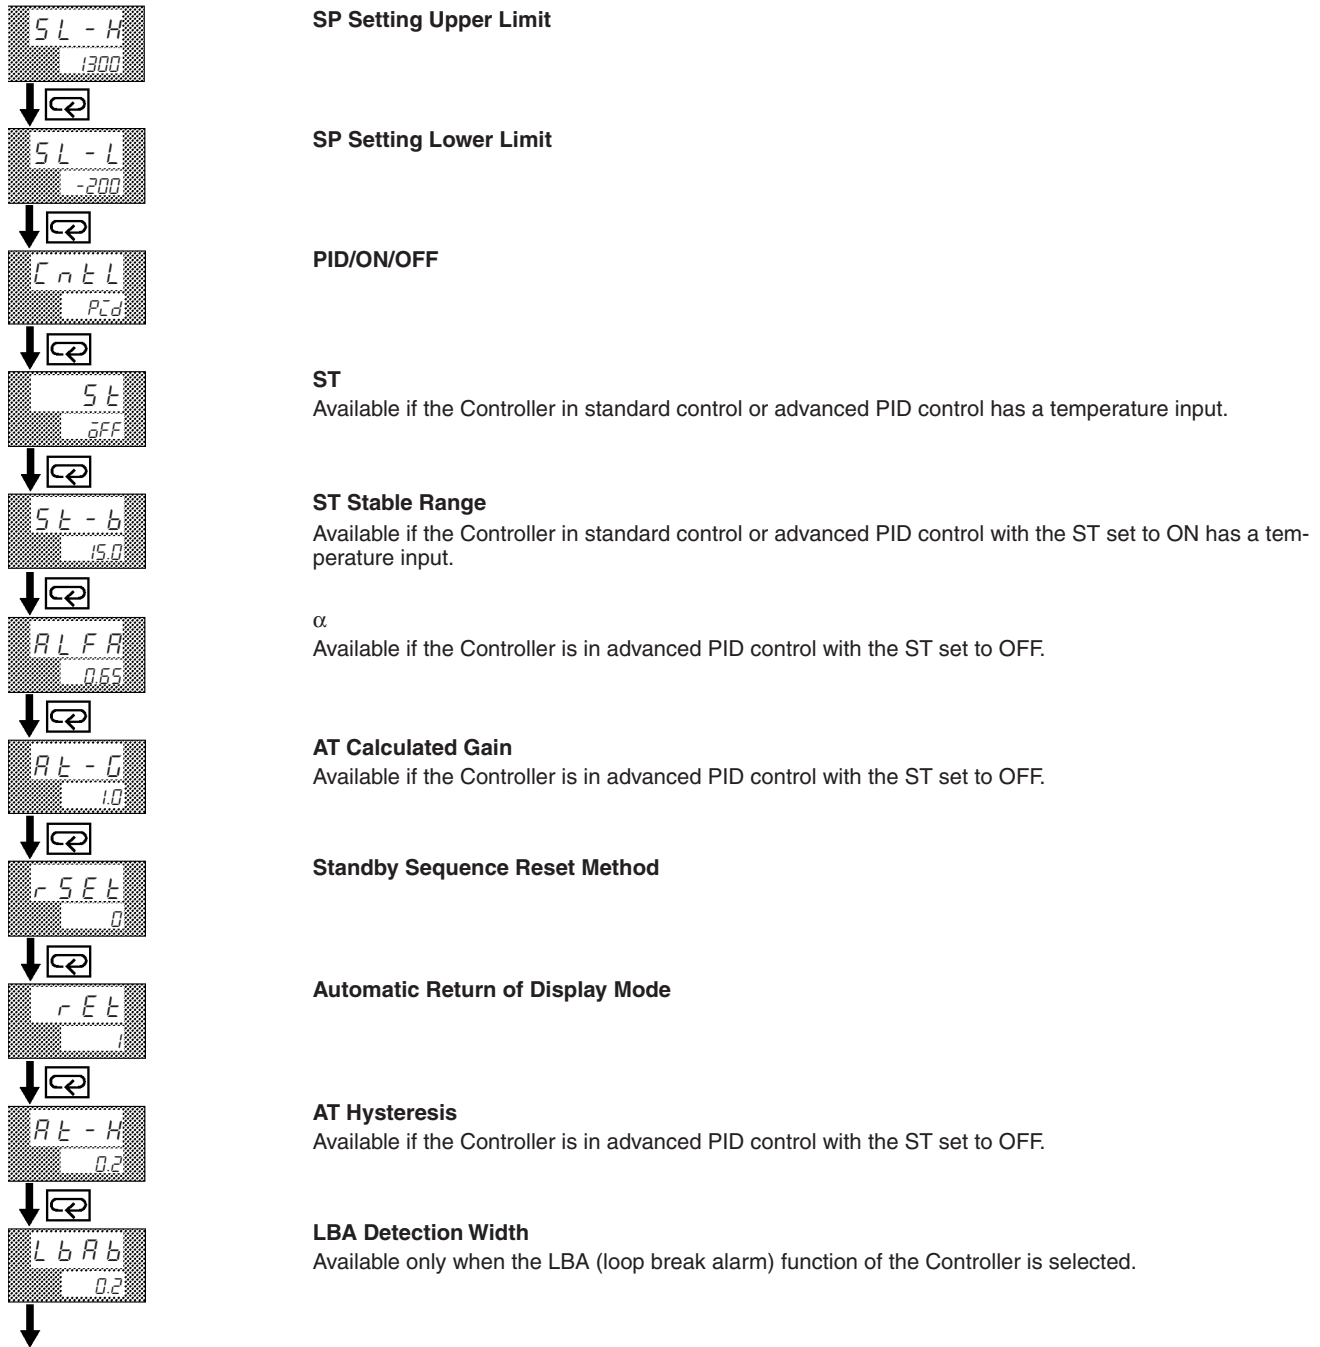 SL-H
SP Setting Upper Limit
1300
SL-L
SP Setting Lower Limit
-200
CntL
PID/ON/OFF
Pid
St
ST
Available if the Controller in standard control or advanced PID control has a temperature input.
oFF
St-b
ST Stable Range
Available if the Controller in standard control or advanced PID control with the ST set to ON has a tem-
perature input.
15.0
α
ALFA
Available if the Controller is in advanced PID control with the ST set to OFF.
0.65
At-G
AT Calculated Gain
Available if the Controller is in advanced PID control with the ST set to OFF.
1.0
rSEt
Standby Sequence Reset Method
0
rEt
Automatic Return of Display Mode
1
At-H
AT Hysteresis
Available if the Controller is in advanced PID control with the ST set to OFF.
0.2
LbAb
LBA Detection Width
Available only when the LBA (loop break alarm) function of the Controller is selected.
0.2